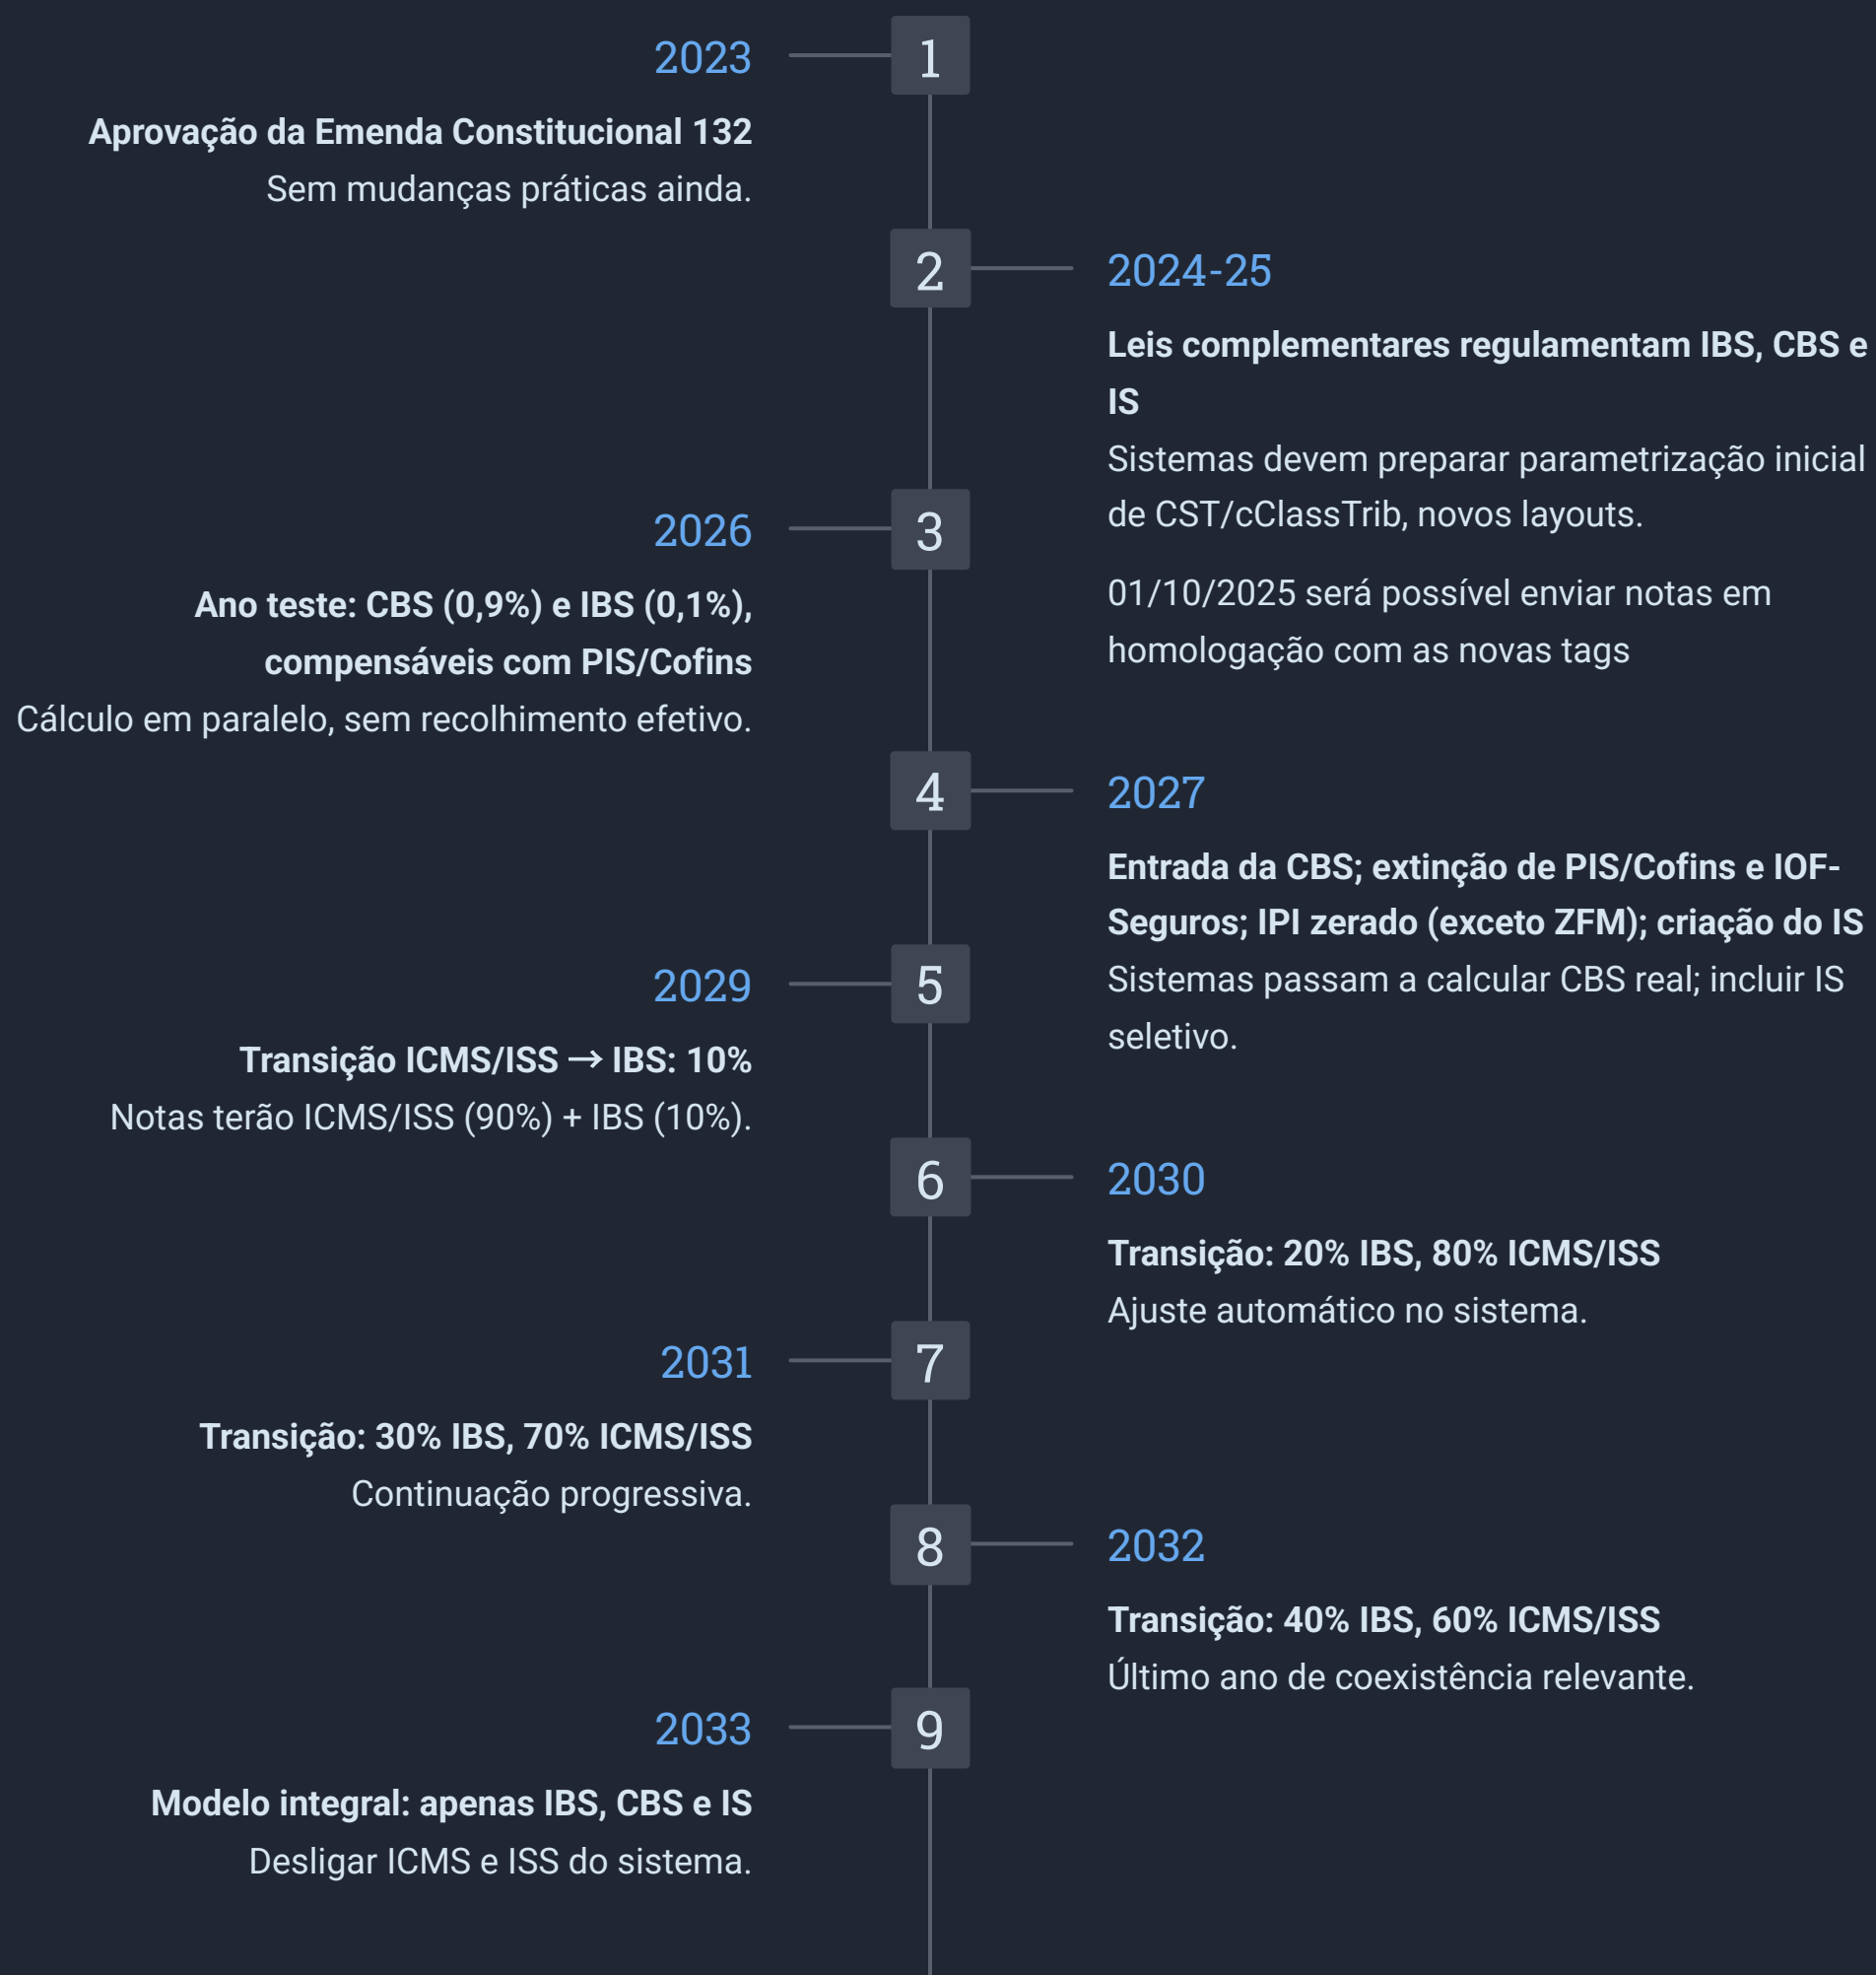 1
2023
Aprovação da Emenda Constitucional 132
Sem mudanças práticas ainda.
2
2024-25
Leis complementares regulamentam IBS, CBS e
IS
Sistemas devem preparar parametrização inicial
de CST/cClassTrib, novos layouts.
01/10/2025 será possível enviar notas em
homologação com as novas tags
3
2026
Ano teste: CBS (0,9%) e IBS (0,1%),
compensáveis com PIS/Cofins
Cálculo em paralelo, sem recolhimento efetivo.
4
2027
Entrada da CBS; extinção de PIS/Cofins e IOF-
Seguros; IPI zerado (exceto ZFM); criação do IS
Sistemas passam a calcular CBS real; incluir IS
seletivo.
5
2029
Transição ICMS/ISS → IBS: 10%
Notas terão ICMS/ISS (90%) + IBS (10%).
6
2030
Transição: 20% IBS, 80% ICMS/ISS
Ajuste automático no sistema.
7
2031
Transição: 30% IBS, 70% ICMS/ISS
Continuação progressiva.
8
2032
Transição: 40% IBS, 60% ICMS/ISS
Último ano de coexistência relevante.
9
2033
Modelo integral: apenas IBS, CBS e IS
Desligar ICMS e ISS do sistema.